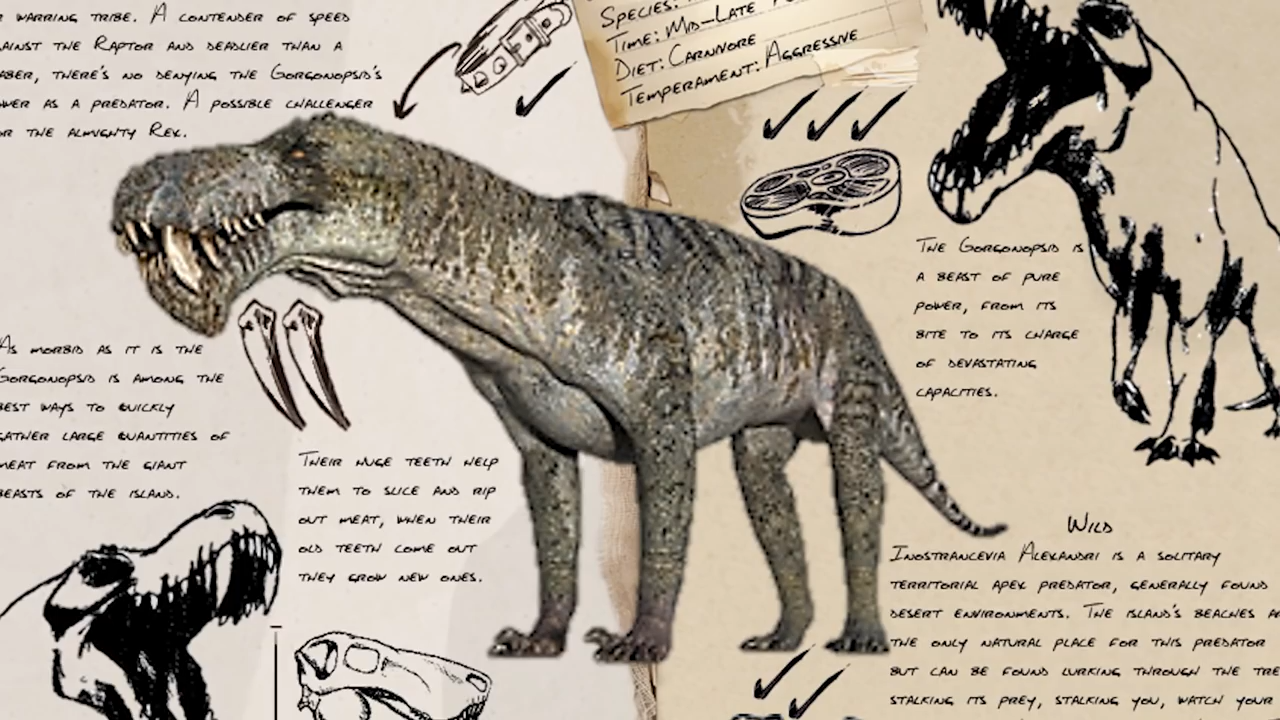 WARRING TRIBE. A CONTENDER OF SPEED
THE RAPTOR AND DEADLIER THAN A
THERE'S NO DENYING THE GORGONOPSID'S
AS A PREDATOR. A POSSIBLE CHALLENGER
THE ALMIGHTY REX.
SPECIES:
TIME: MID-LATE
DIET: CARNIVORE
TEMPERAMENT: AGGRESSIVE
THE GORGONOPSID IS
A BEAST OF PURE
POWER, FROM ITS
BITE TO ITS CHARGE
OF DEVASTATING
CAPACITIES.
AS MORBID AS IT IS THE
GORGONOPSID IS AMONG THE
BEST WAYS TO QUICKLY
GATHER LARGE QUANTITIES OF
MEAT FROM THE GIANT
BEASTS OF THE ISLAND.
THEIR HUGE TEETH HELP
THEM TO SLICE AND RIP
OUT MEAT, WHEN THEIR
OLD TEETH COME OUT
THEY GROW NEW ONES.
WILD
INOSTRANCEVIA ALEXANDRI IS A SOLITARY
TERRITORIAL APEX PREDATOR, GENERALLY FOUND
DESERT ENVIRONMENTS. THE ISLAND'S BEACHES
THE ONLY NATURAL PLACE FOR THIS PREDATOR
BUT CAN BE FOUND LURKING THROUGH THE
STALKING ITS PREY, STALKING YOU, WATCH YOUR